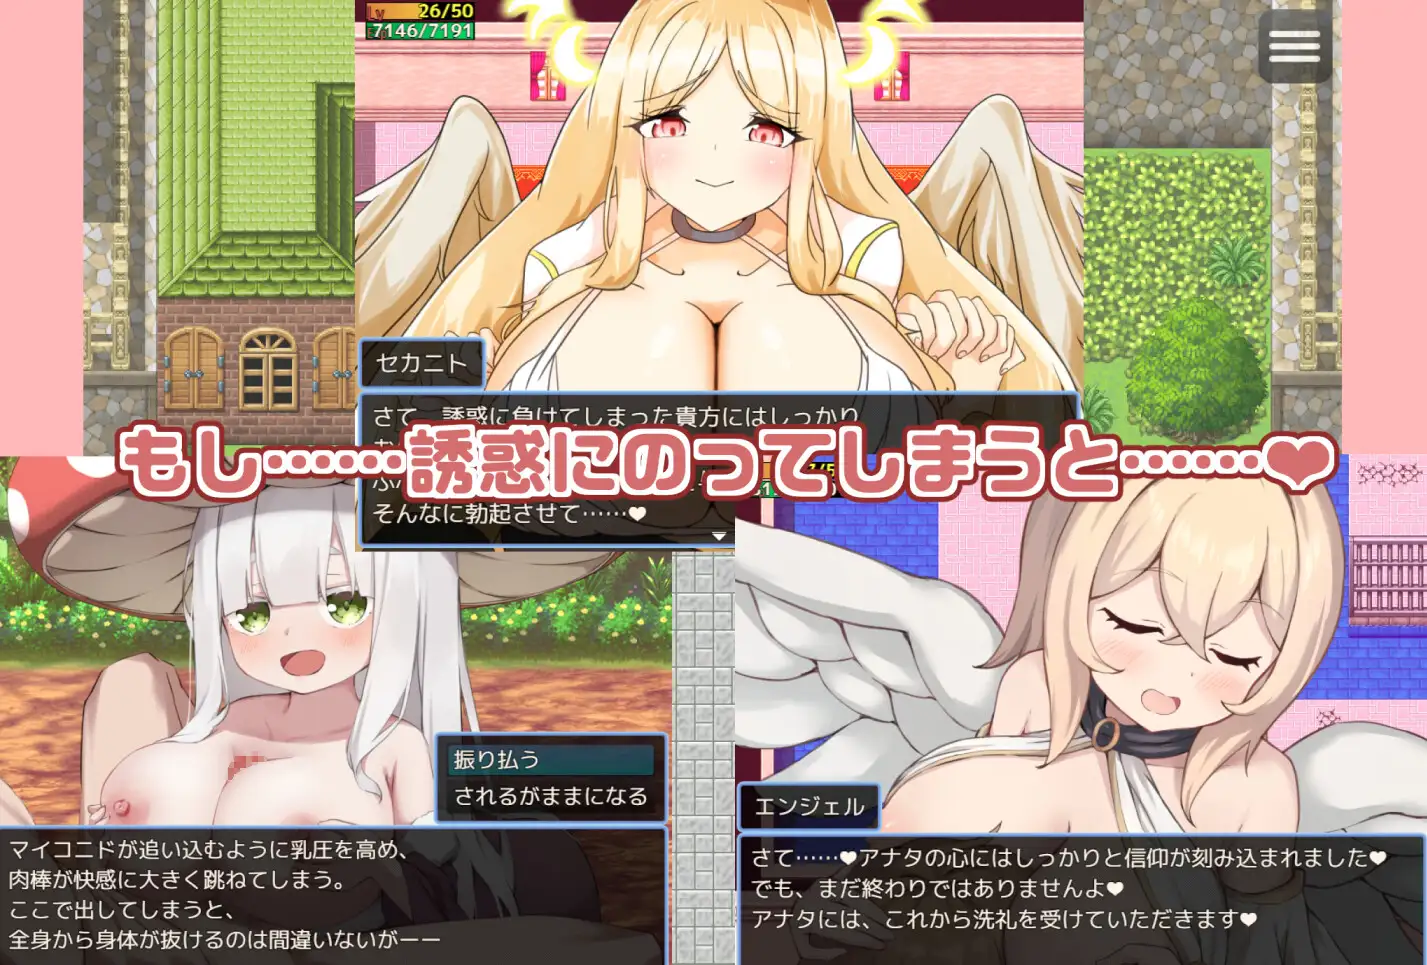 Lv 26/50
7146/7191
セカニト
さて、誘惑に負けてしまった貴方にはしっかり
そんなに勃起させて……♥
もし……誘惑にのってしまうと……♥
振り払う
されるがままになる
マイコニドが追い込むように乳圧を高め、
肉棒が快感に大きく跳ねてしまう。
ここで出してしまうと、
全身から身体が抜けるのは間違いないがーー
エンジェル
さて……♥アナタの心にはしっかりと信仰が刻み込まれました♥
でも、まだ終わりではありませんよ♥
アナタには、これから洗礼を受けていただきます♥